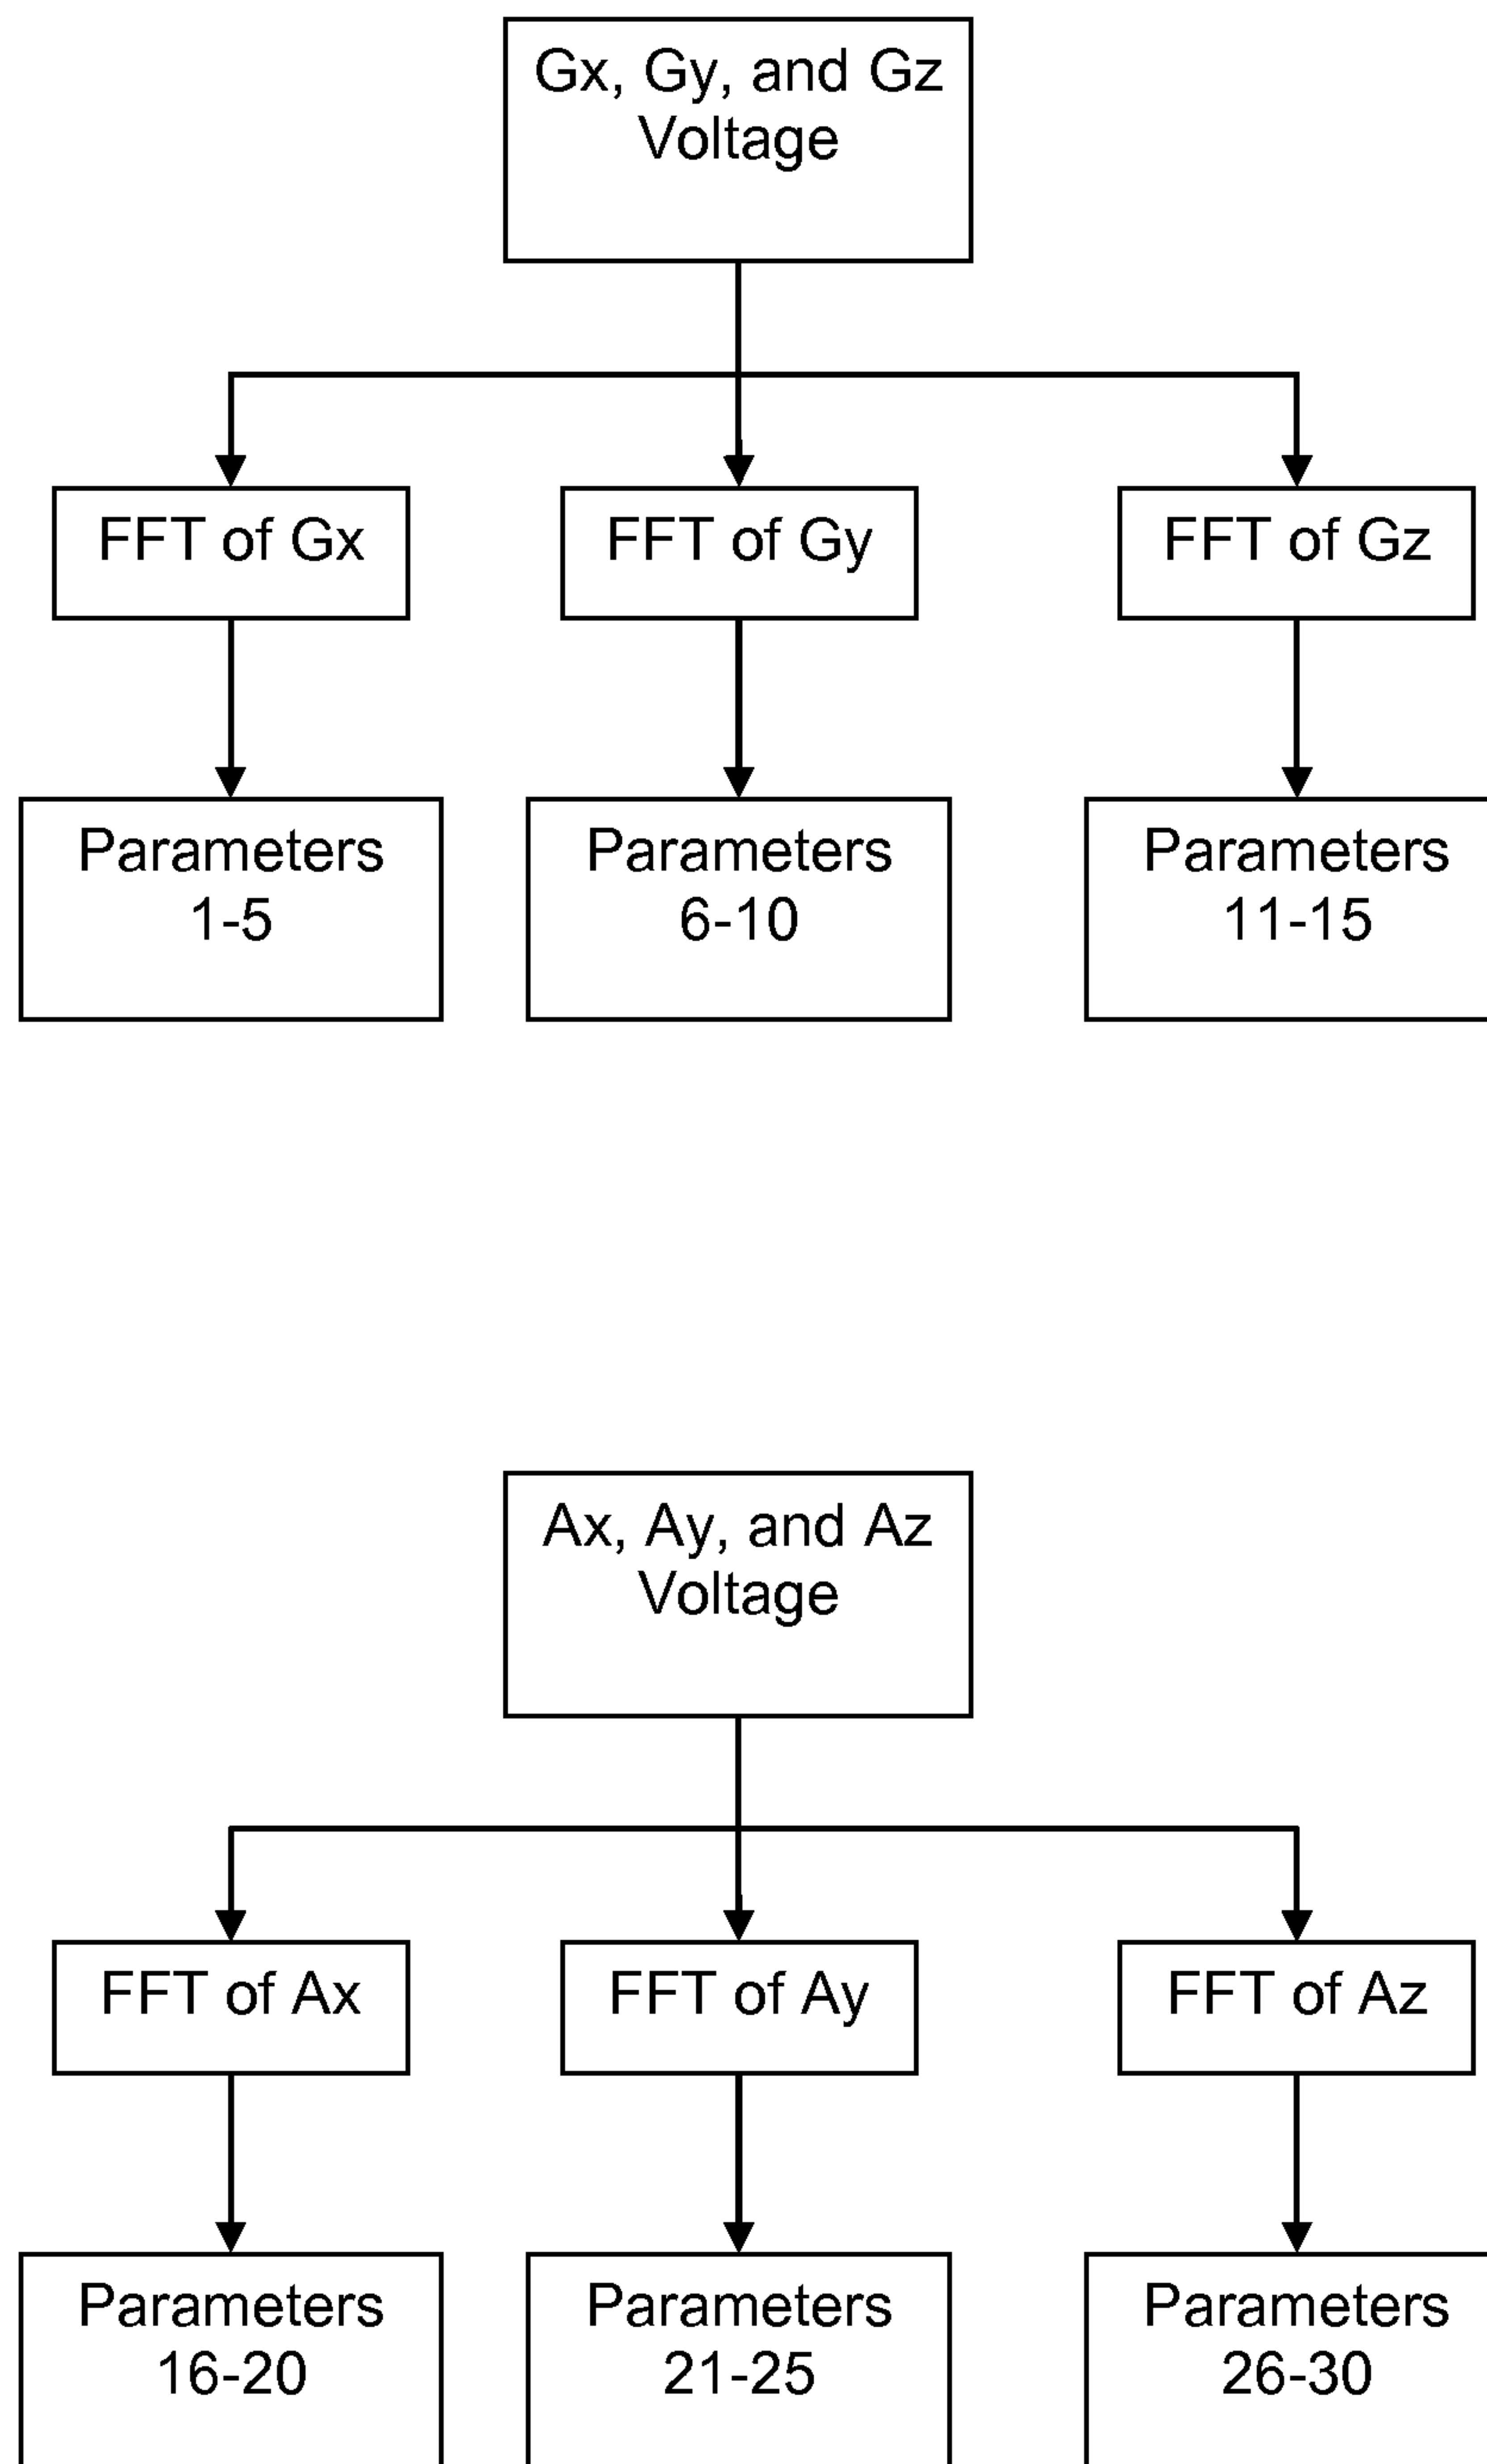 Gx, Gy, and Gz
Voltage
FFT of Gx
FFT of Gy
FFT of Gz
Parameters
1-5
Parameters
6-10
Parameters
11-15
Ax, Ay, and Az
Voltage
FFT of Ax
FFT of Ay
FFT of Az
Parameters
16-20
Parameters
21-25
Parameters
26-30